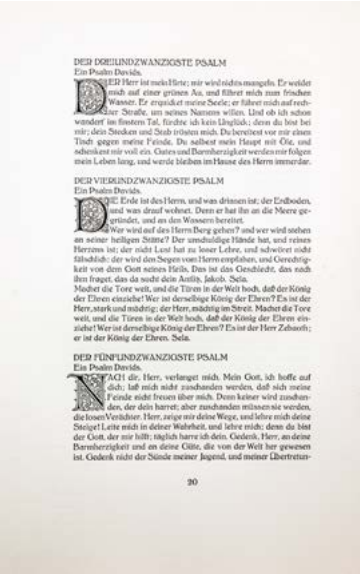 DER DREIUNDZWANZIGSTE PSALM
Ein Psalm Davids.
DER Herr ist mein Hirte; mir wird nichts mangeln. Er weidet
mich auf einer grünen Au, und führet mich zum frischen
Wasser. Er erquicket meine Seele; er führet mich auf rech-
ter Straße, um seines Namens willen. Und ob ich schon
wandert' im finstern Tal, fürchte ich kein Unglück; denn du bist bei
mir; dein Stecken und Stab trösten mich. Du bereitest vor mir einen
Tisch gegen meine Feinde. Du salbest mein Haupt mit Öle, und
schenkest mir voll ein. Gutes und Barmherzigkeit werden mir folgen
mein Leben lang, und werde bleiben im Hause des Herrn immerdar.
DER VIERUNDZWANZIGSTE PSALM
Ein Psalm Davids.
DIE Erde ist des Herrn, und was drinnen ist; der Erdboden,
und was drauf wohnet. Denn er hat ihn an die Meere ge-
gründet, und an den Wassern bereitet.
Wer wird auf des Herrn Berg gehen? und wer wird stehen
an seiner heiligen Stätte? Der unschuldige Hände hat, und reines
Herzens ist; der nicht Lust hat zu loser Lehre, und schwöret nicht
fälschlich: der wird den Segen vom Herrn empfahen, und Gerechtig-
keit von dem Gott seines Heils. Das ist das Geschlecht, das nach
ihm fraget, das da sucht dein Antlitz, Jakob. Sela.
Machet die Tore weit, und die Türen in der Welt hoch, daß der König
der Ehren einziehe! Wer ist derselbige König der Ehren? Es ist der
Herr, stark und mächtig; der Herr, mächtig im Streit. Machet die Tore
weit, und die Türen in der Welt hoch, daß der König der Ehren ein-
ziehe! Wer ist derselbige König der Ehren? Es ist der Herr Zebaoth;
er ist der König der Ehren. Sela.
DER FÜNFUNDZWANZIGSTE PSALM
Ein Psalm Davids.
NACH dir, Herr, verlanget mich. Mein Gott, ich hoffe auf
dich; laß mich nicht zuschanden werden, daß sich meine
Feinde nicht freuen über mich. Denn keiner wird zuschan-
den, der dein harret; aber zuschanden müssen sie werden,
die losen Verächter. Herr, zeige mir deine Wege, und lehre mich deine
Steige! Leite mich in deiner Wahrheit, und lehre mich; denn du bist
der Gott, der mir hilft; täglich harre ich dein. Gedenk, Herr, an deine
Barmherzigkeit und an deine Güte, die von der Welt her gewesen
ist. Gedenk nicht der Sünde meiner Jugend, und meiner Übertretun-
20